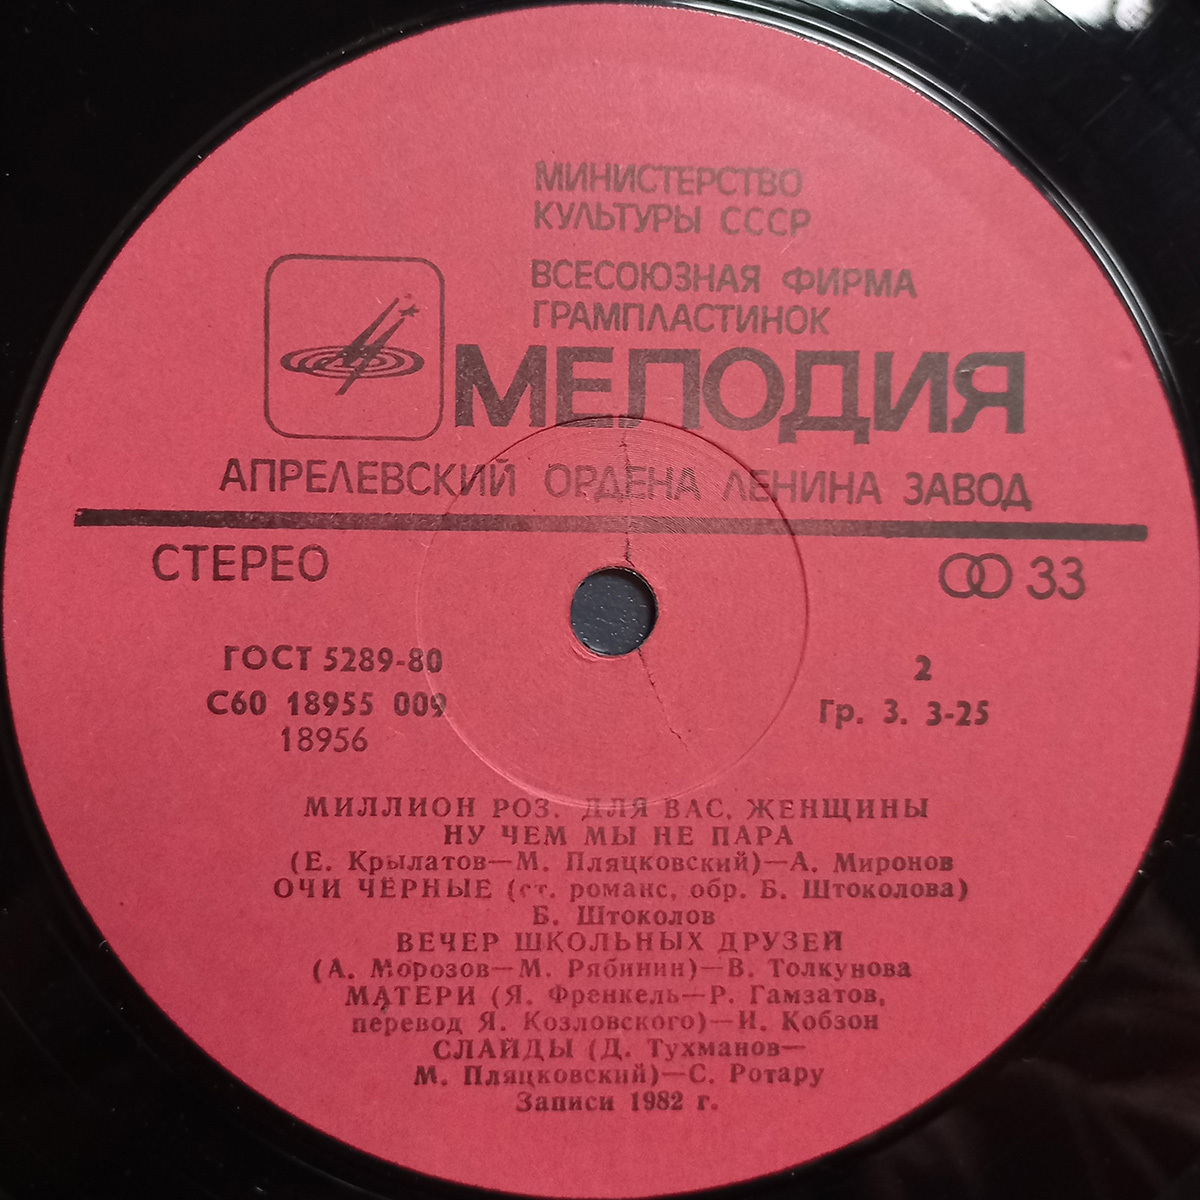 МИНИСТЕРСТВО
КУЛЬТУРЫ СССР
ВСЕСОЮЗНАЯ ФИРМА
ГРАМПЛАСТИНОК
МЕЛОДИЯ
АПРЕЛЕВСКИЙ ОРДЕНА ЛЕНИНА ЗАВОД
СТЕРЕО
33
ГОСТ 5289-80
2
С60 18955 009
Гр. 3. 3-25
18956
МИЛЛИОН РОЗ. ДЛЯ ВАС, ЖЕНЩИНЫ
НУ ЧЕМ МЫ НЕ ПАРА
(Е. Крылатов—М. Пляцковский)—А. Миронов
ОЧИ ЧЁРНЫЕ (ст. романс, обр. Б. Штоколова)
Б. Штоколов
ВЕЧЕР ШКОЛЬНЫХ ДРУЗЕЙ
(А. Морозов—М. Рябинин)—В. Толкунова
МАТЕРИ (Я. Френкель—Р. Гамзатов,
перевод Я. Козловского)—И. Кобзон
СЛАЙДЫ (Д. Тухманов—
М. Пляцковский)—С. Ротару
Записи 1982 г.